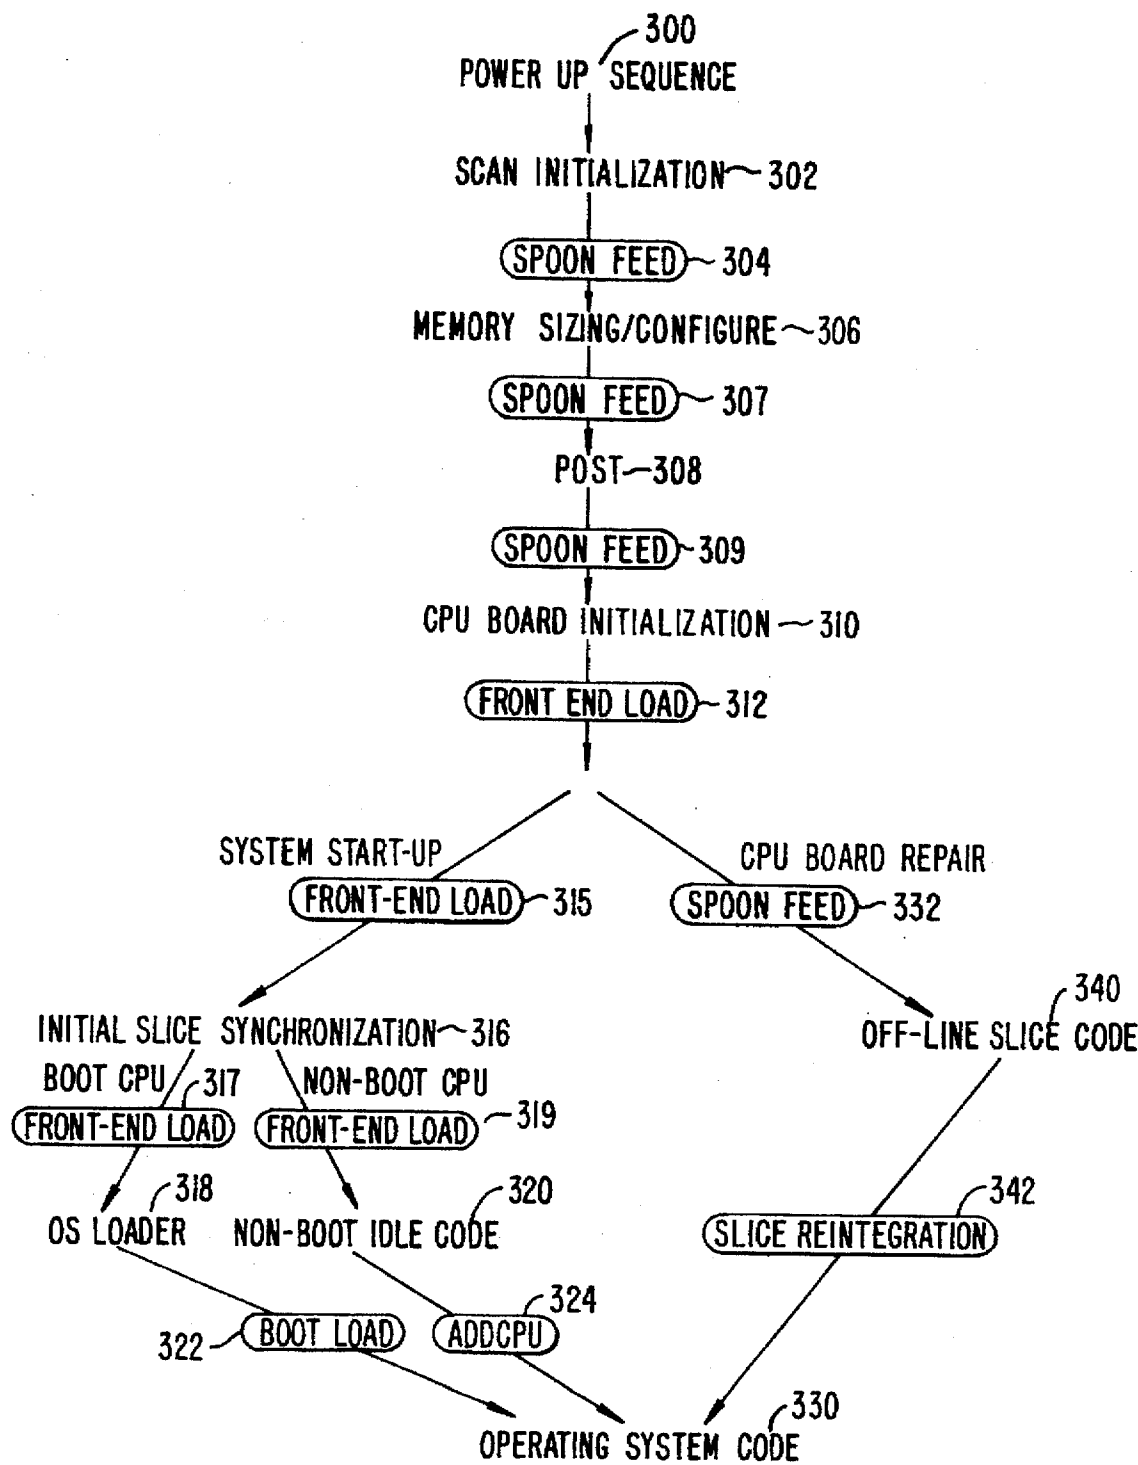 300
POWER UP SEQUENCE
SCAN INITIALIZATION 302
SPOON FEED 304
MEMORY SIZING/CONFIGURE 306
SPOON FEED 307
POST 308
SPOON FEED 309
CPU BOARD INITIALIZATION 310
FRONT END LOAD 312
SYSTEM START-UP
CPU BOARD REPAIR
FRONT-END LOAD 315
SPOON FEED 332
340
INITIAL SLICE SYNCHRONIZATION 316
OFF-LINE SLICE CODE
BOOT CPU 317
NON-BOOT CPU
FRONT-END LOAD
FRONT-END LOAD 319
318
320
342
OS LOADER
NON-BOOT IDLE CODE
SLICE REINTEGRATION
324
322 BOOT LOAD
ADDCPU
330
OPERATING SYSTEM CODE